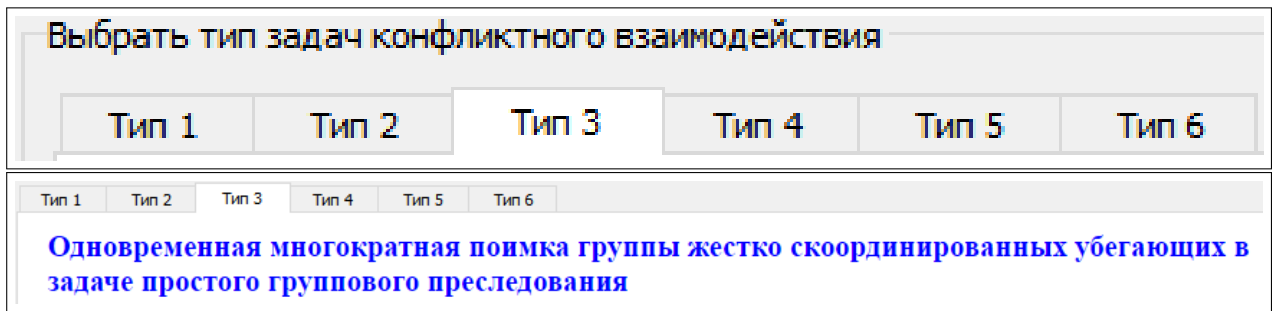 Выбрать тип задач конфликтного взаимодействия
Тип 1 Тип 2 Тип 3 Тип 4 Тип 5 Тип 6
Тип 1 Тип 2 Тип 3 Тип 4 Тип 5 Тип 6
Одновременная многократная поимка группы жестко скоординированных убегающих в
задаче простого группового преследования